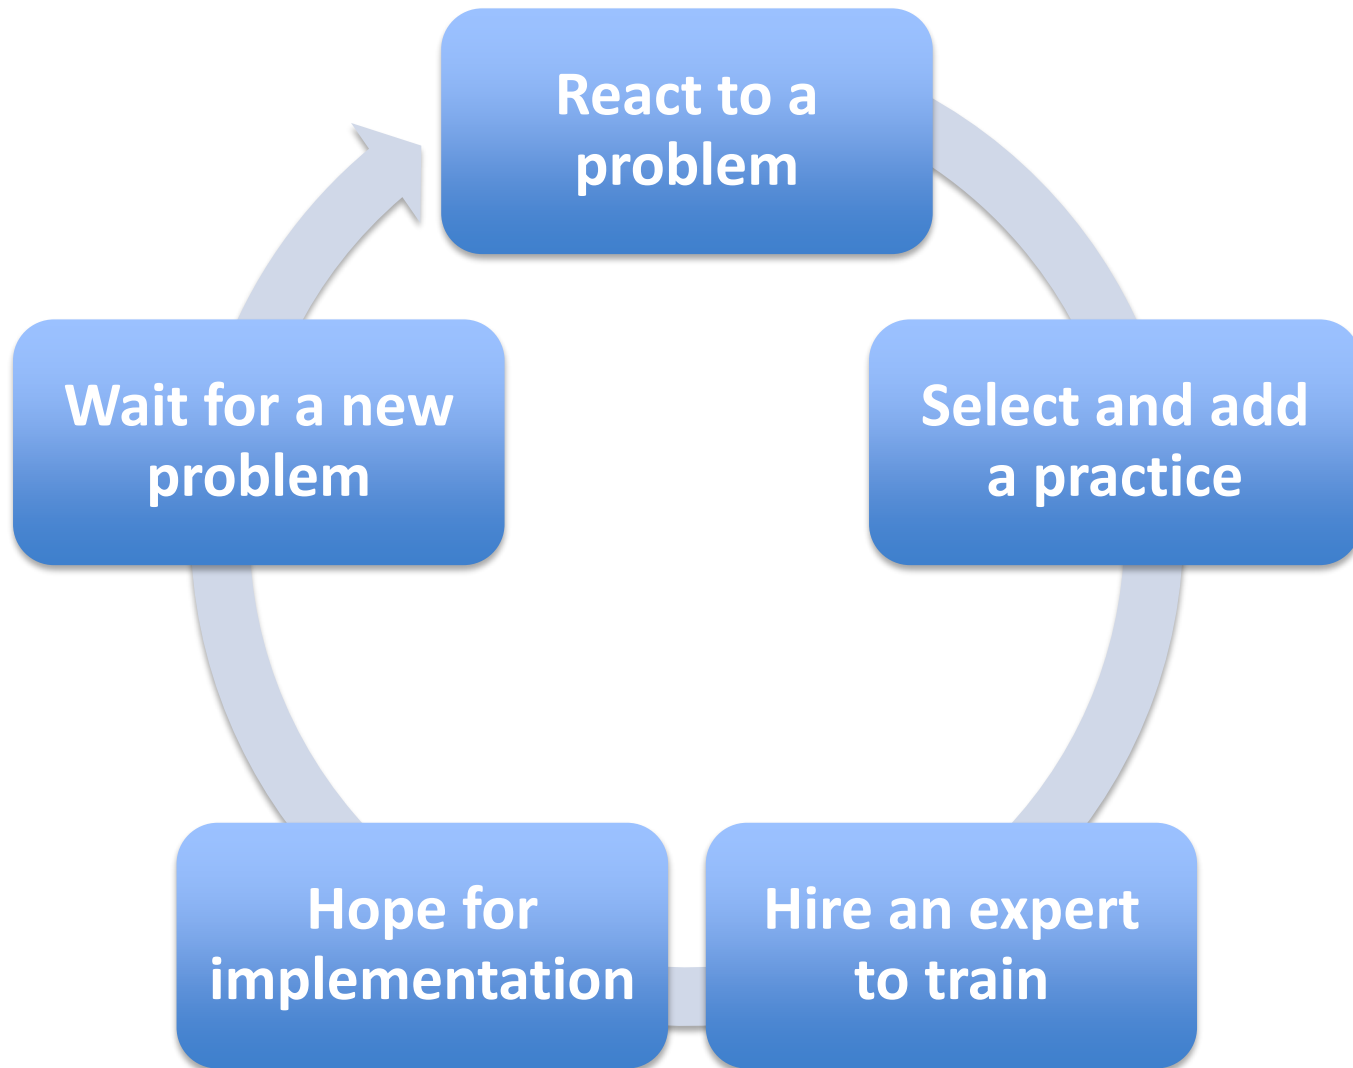 React to a
problem
Select and add
a practice
Hire an expert
to train
Hope for
implementation
Wait for a new
problem